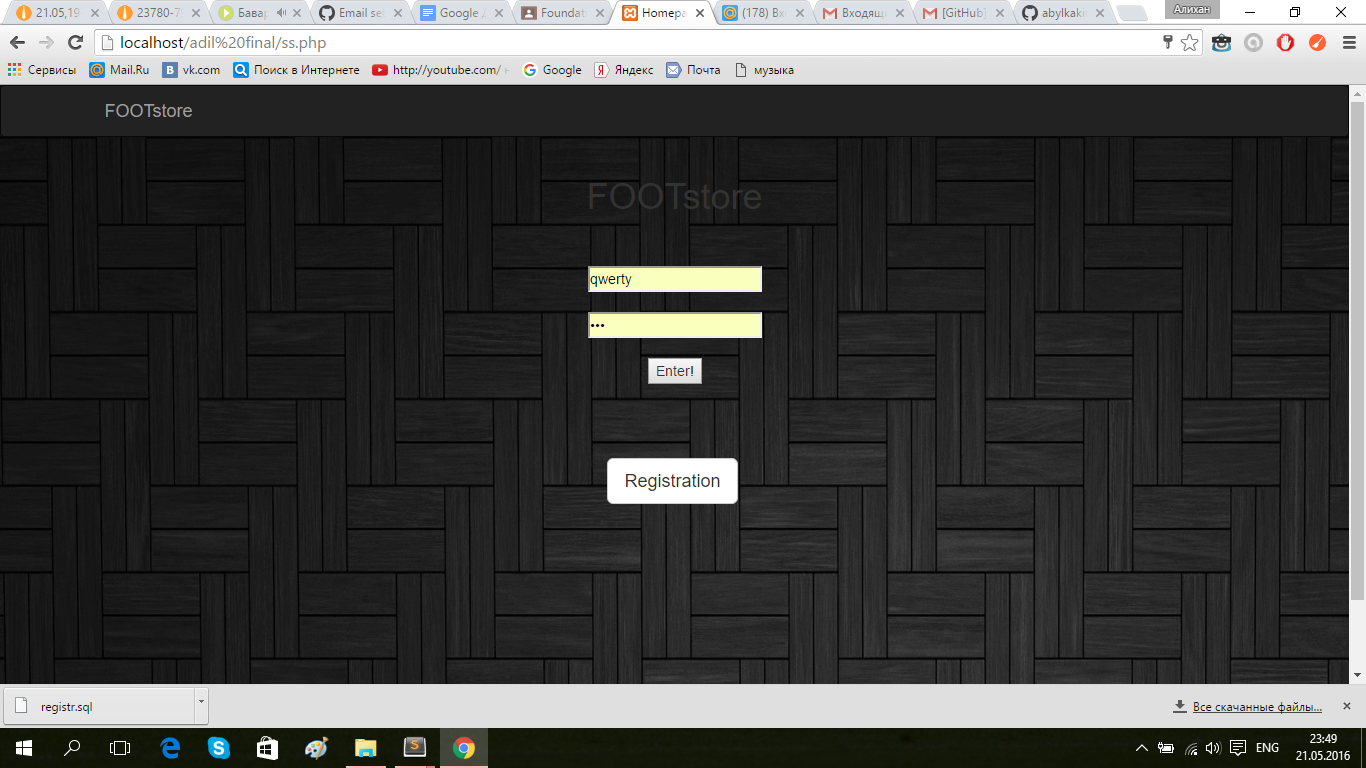 21.05,19
23780-7
Бавар
Email set
Google Д
Foundat
Homepa
(178) Вх
Входящ
[GitHub]
abylkaki
Алихан
localhost/adil%20final/ss.php
Сервисы
Mail.Ru
vk.com
Поиск в Интернете
http://youtube.com/
Google
Яндекс
Почта
музыка
FOOTstore
FOOTstore
qwerty
•••
Enter!
Registration
registr.sql
Все скачанные файлы...
ENG
23:49
21.05.2016